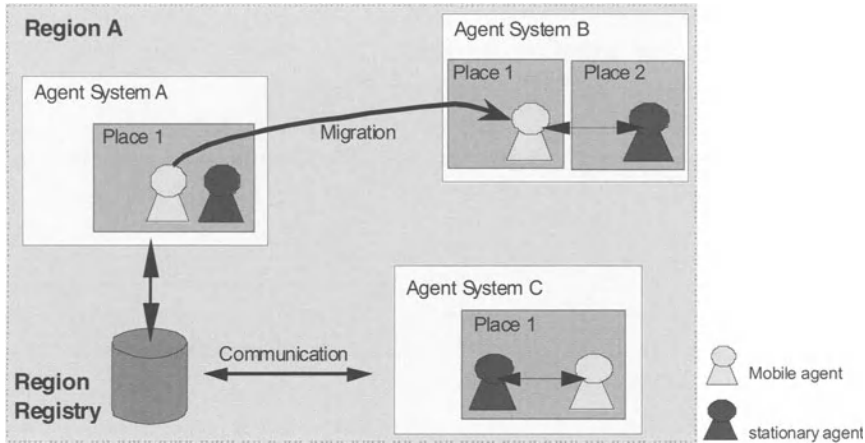 Region A
Agent System B
Place 1
Place 2
Agent System A
Place 1
Migration
Agent System C
Place 1
Communication
Region
Registry
Mobile agent
stationary agent